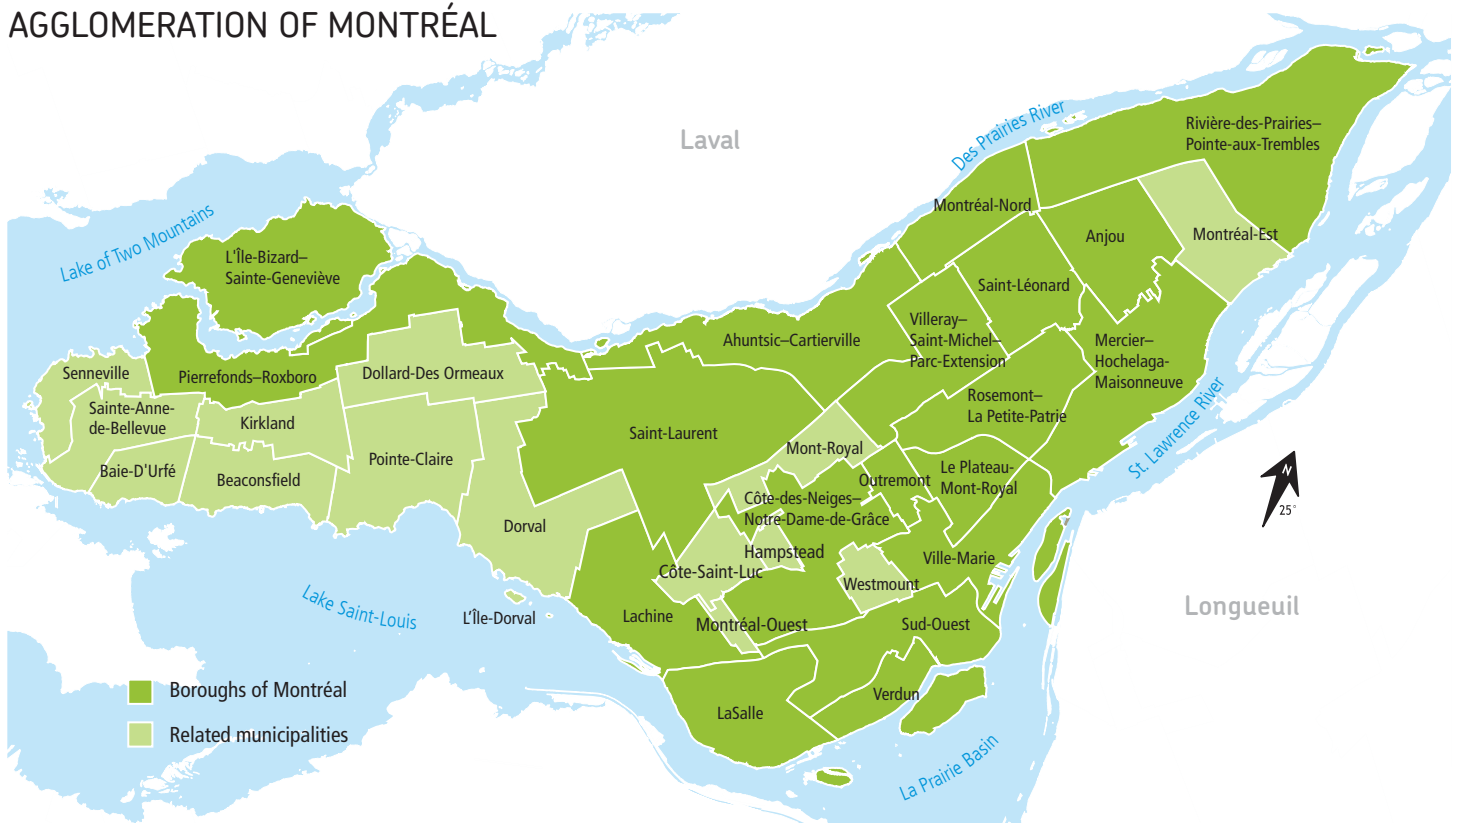 AGGLOMERATION OF MONTRÉAL
Laval
Des Prairies River
Rivière-des-Prairies–
Pointe-aux-Trembles
Montréal-Nord
Anjou
Montréal-Est
Lake of Two Mountains
L'Île-Bizard–
Sainte-Geneviève
Saint-Léonard
Villeray–
Saint-Michel–
Parc-Extension
Ahuntsic–Cartierville
Mercier–
Hochelaga-
Maisonneuve
Senneville
Pierrefonds–Roxboro
Dollard-Des Ormeaux
Sainte-Anne-
de-Bellevue
Kirkland
Rosemont–
La Petite-Patrie
Saint-Laurent
Mont-Royal
St. Lawrence River
Baie-D'Urfé
Beaconsfield
Pointe-Claire
Outremont
Le Plateau-
Mont-Royal
Côte-des-Neiges–
Notre-Dame-de-Grâce
N
25°
Dorval
Hampstead
Ville-Marie
Côte-Saint-Luc
Westmount
Lake Saint-Louis
L'Île-Dorval
Lachine
Montréal-Ouest
Sud-Ouest
Longueuil
Boroughs of Montréal
Related municipalities
LaSalle
Verdun
La Prairie Basin